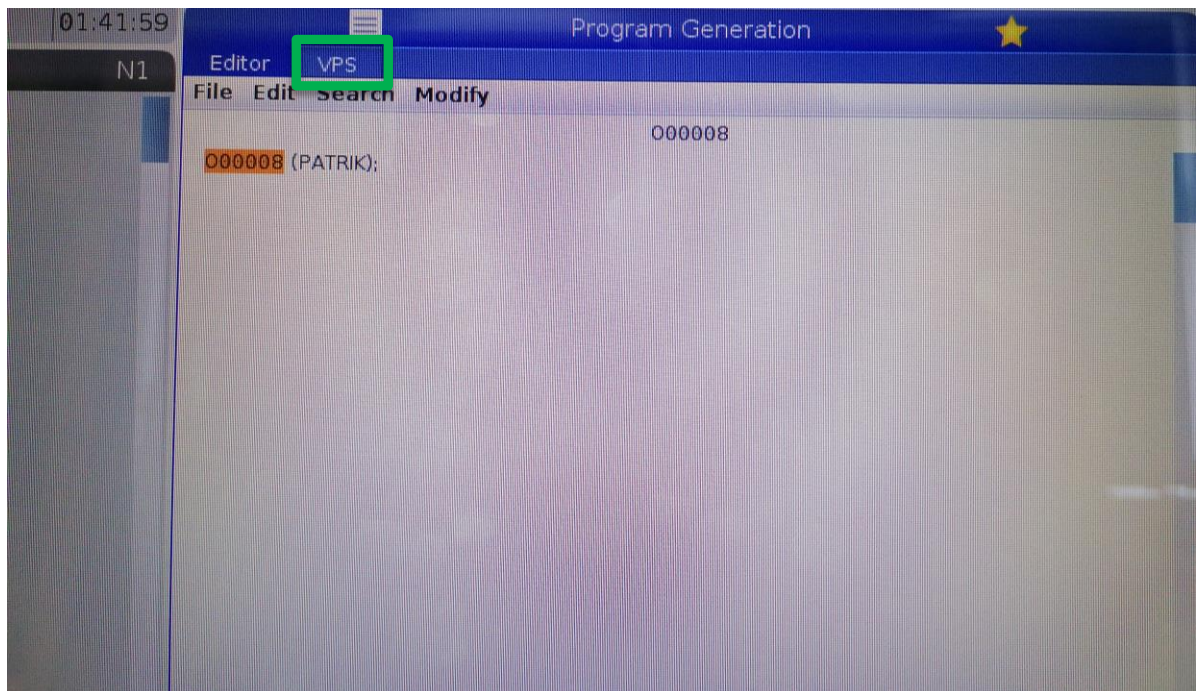 01:41:59
Program Generation
N1
Editor VPS
File Edit Search Modify
O00008
O00008 (PATRIK);